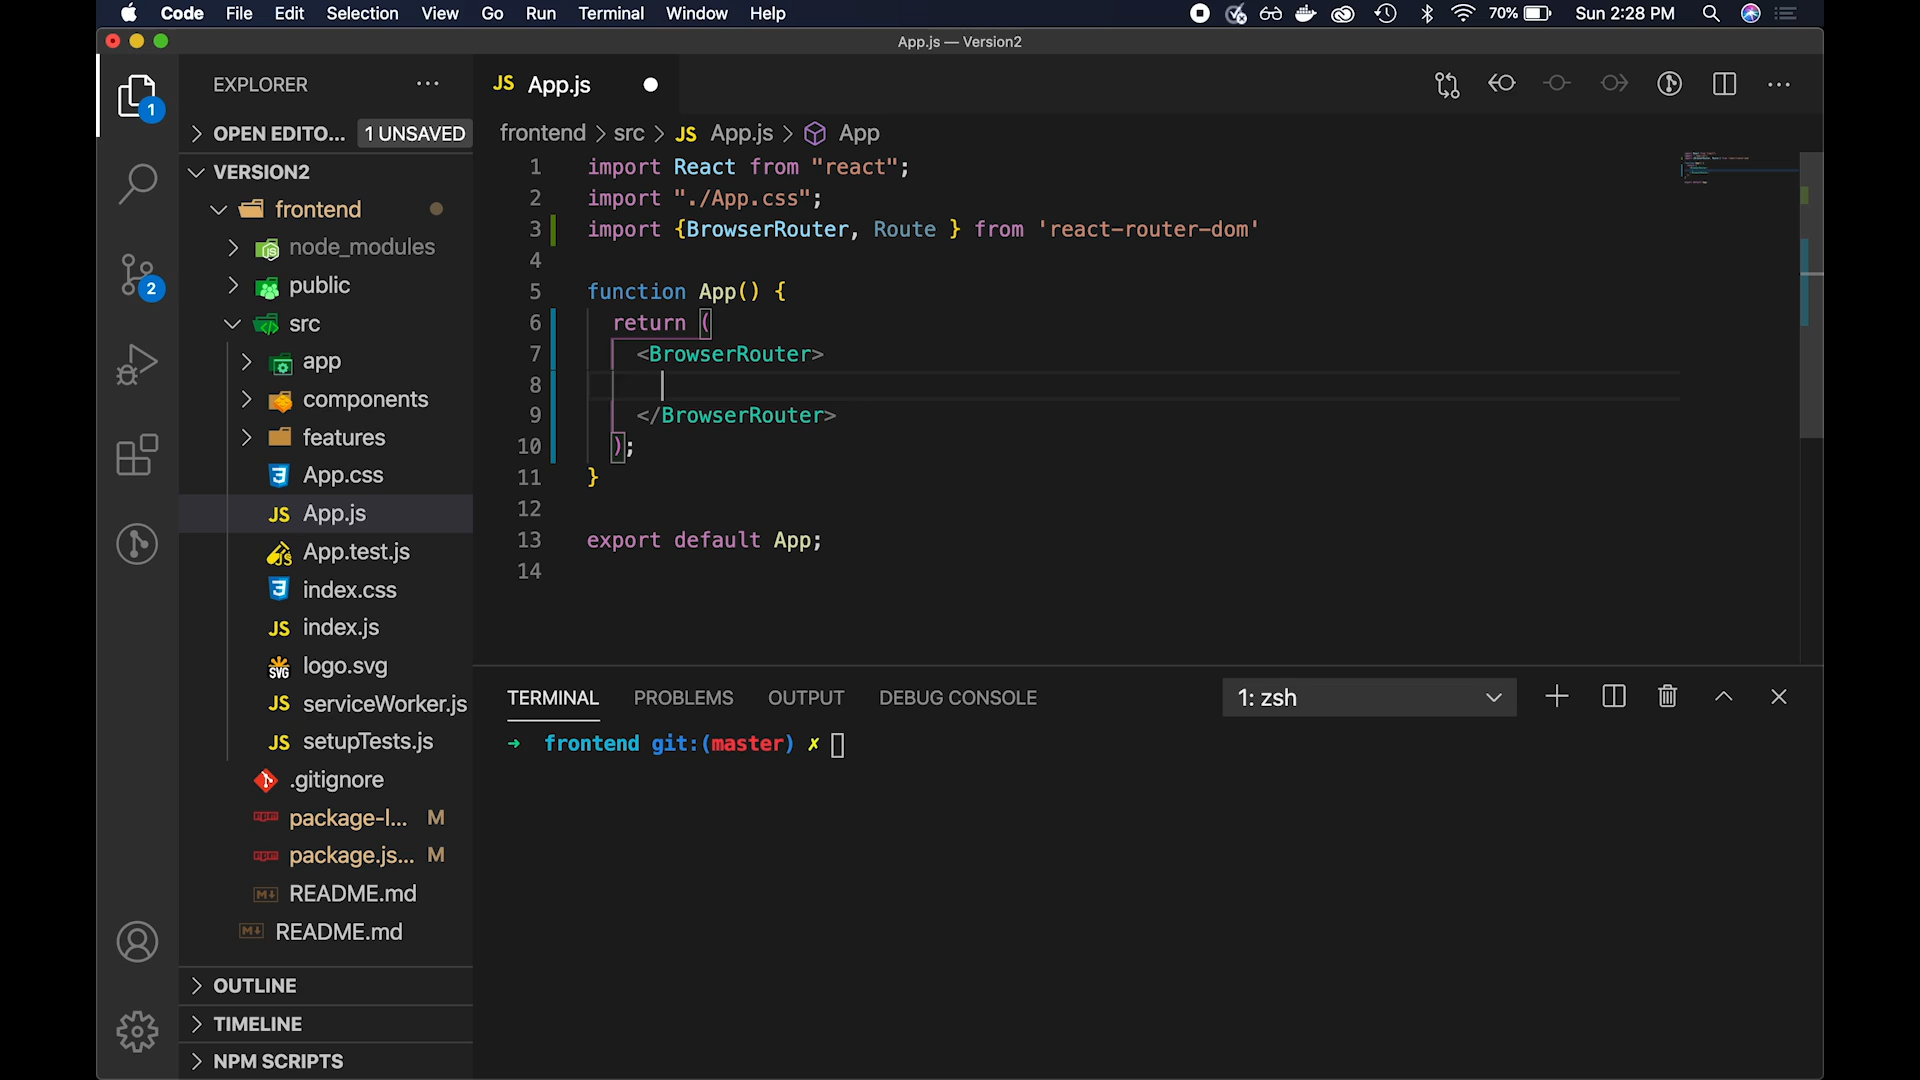 Code File Edit Selection View Go Run Terminal Window Help 70% Sun 2:28 PM
App.js — Version2
EXPLORER
OPEN EDITO... 1 UNSAVED
VERSION2
frontend
node_modules
public
src
app
components
features
App.css
App.js
App.test.js
index.css
index.js
logo.svg
serviceWorker.js
setupTests.js
.gitignore
package-l... M
package.js... M
README.md
README.md
OUTLINE
TIMELINE
NPM SCRIPTS
1
2
JS App.js
frontend > src > JS App.js > App
1 import React from "react";
2 import "./App.css";
3 import {BrowserRouter, Route } from 'react-router-dom'
4
5 function App() {
6 return (
7 <BrowserRouter>
8
9 </BrowserRouter>
10 );
11 }
12
13 export default App;
14
TERMINAL PROBLEMS OUTPUT DEBUG CONSOLE 1: zsh
→ frontend git:(master) ✗